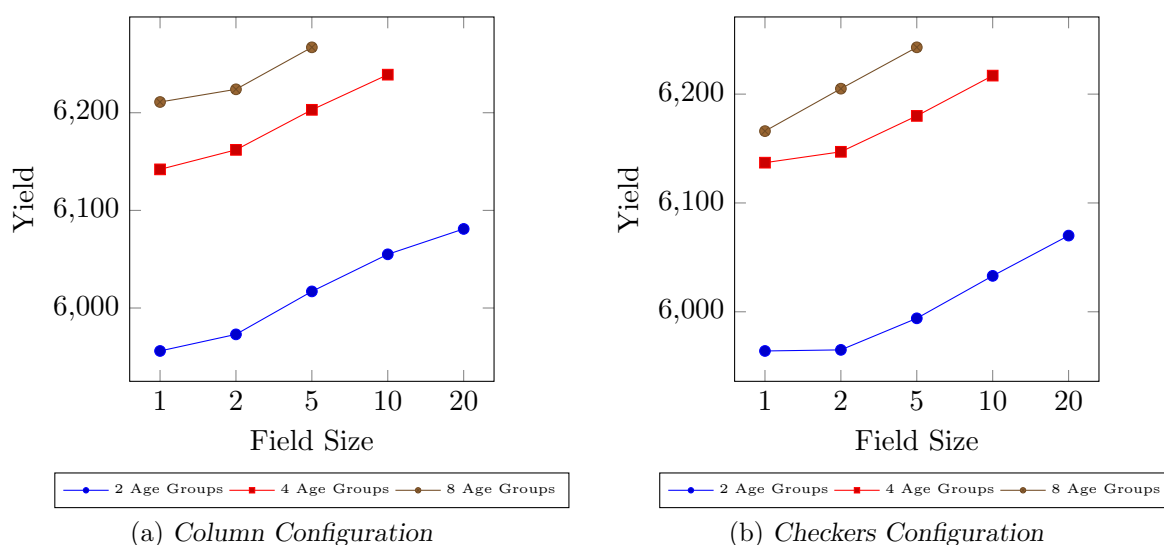 6,200
6,100
6,000
Yield
1 2 5 10 20
Field Size
2 Age Groups 4 Age Groups 8 Age Groups
(a) Column Configuration
6,200
6,100
6,000
Yield
1 2 5 10 20
Field Size
2 Age Groups 4 Age Groups 8 Age Groups
(b) Checkers Configuration